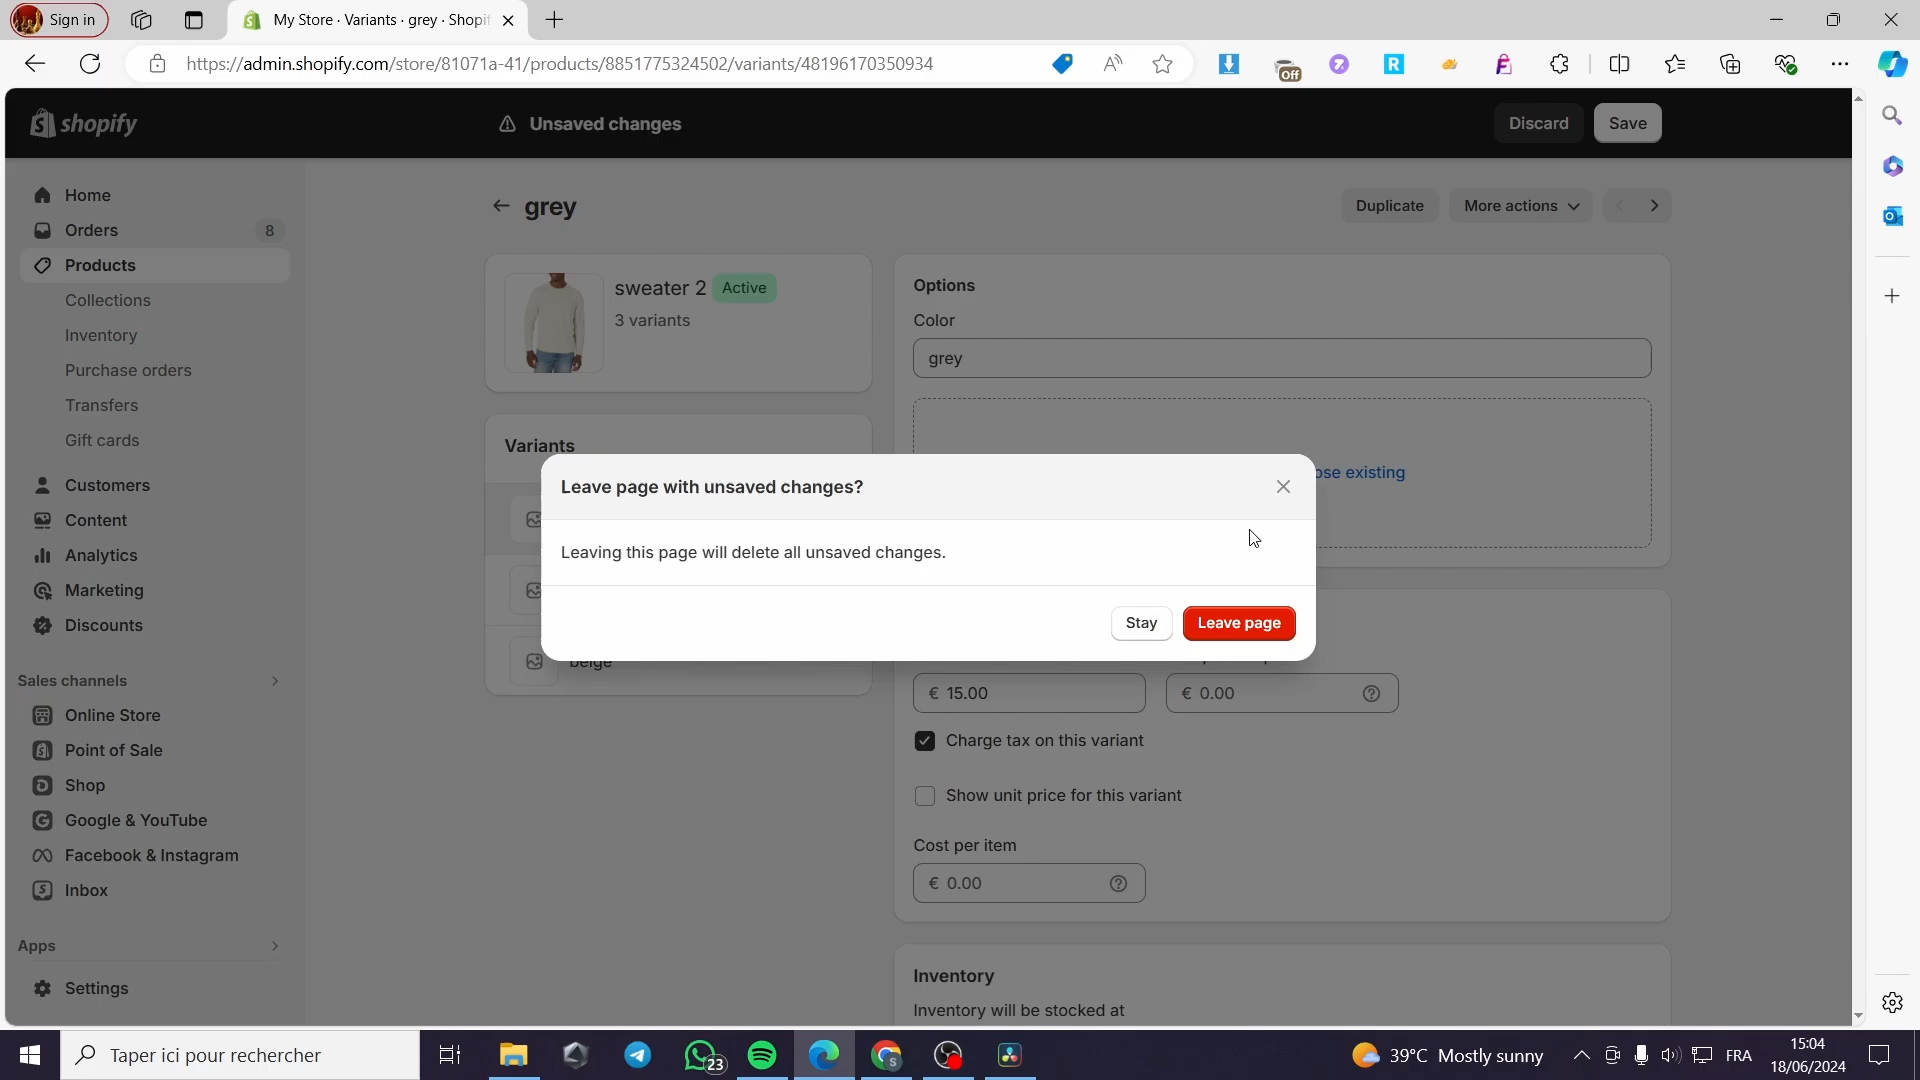 Sign in
My Store · Variants · grey · Shopif
https://admin.shopify.com/store/81071a-41/products/8851775324502/variants/48196170350934
Off
shopify
Unsaved changes
Discard
Save
Home
Orders
8
Products
Collections
Inventory
Purchase orders
Transfers
Gift cards
Customers
Content
Analytics
Marketing
Discounts
Sales channels
Online Store
Point of Sale
Shop
Google & YouTube
Facebook & Instagram
Inbox
Apps
Settings
grey
Duplicate
More actions
sweater 2
Active
3 variants
Variants
beige
Options
Color
grey
ose existing
Leave page with unsaved changes?
Leaving this page will delete all unsaved changes.
Stay
Leave page
€ 15.00
€ 0.00
Charge tax on this variant
Show unit price for this variant
Cost per item
€ 0.00
Inventory
Inventory will be stocked at
Taper ici pour rechercher
23
39°C Mostly sunny
FRA
15:04
18/06/2024